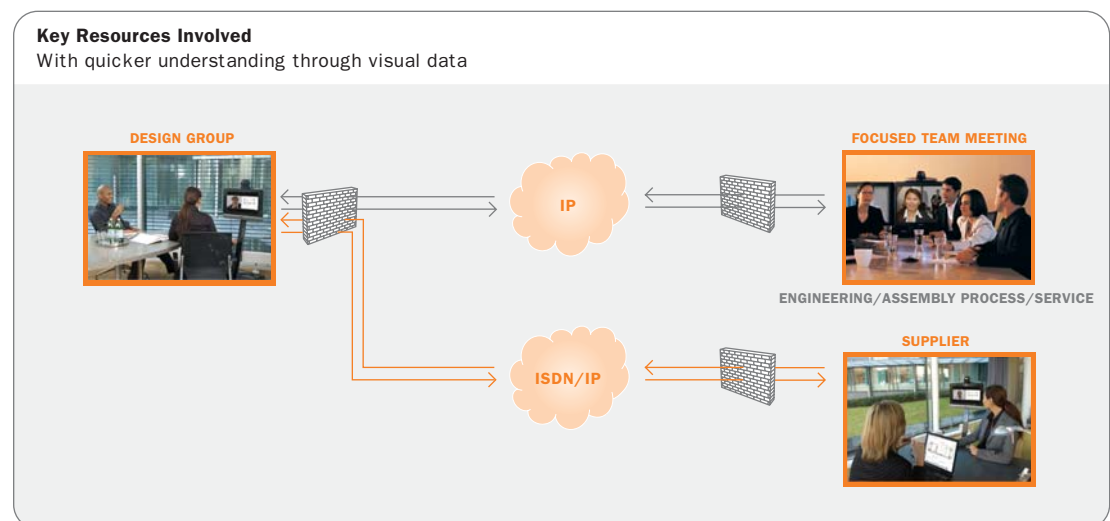 Key Resources Involved
With quicker understanding through visual data
DESIGN GROUP
FOCUSED TEAM MEETING
IP
ENGINEERING/ASSEMBLY PROCESS/SERVICE
SUPPLIER
ISDN/IP